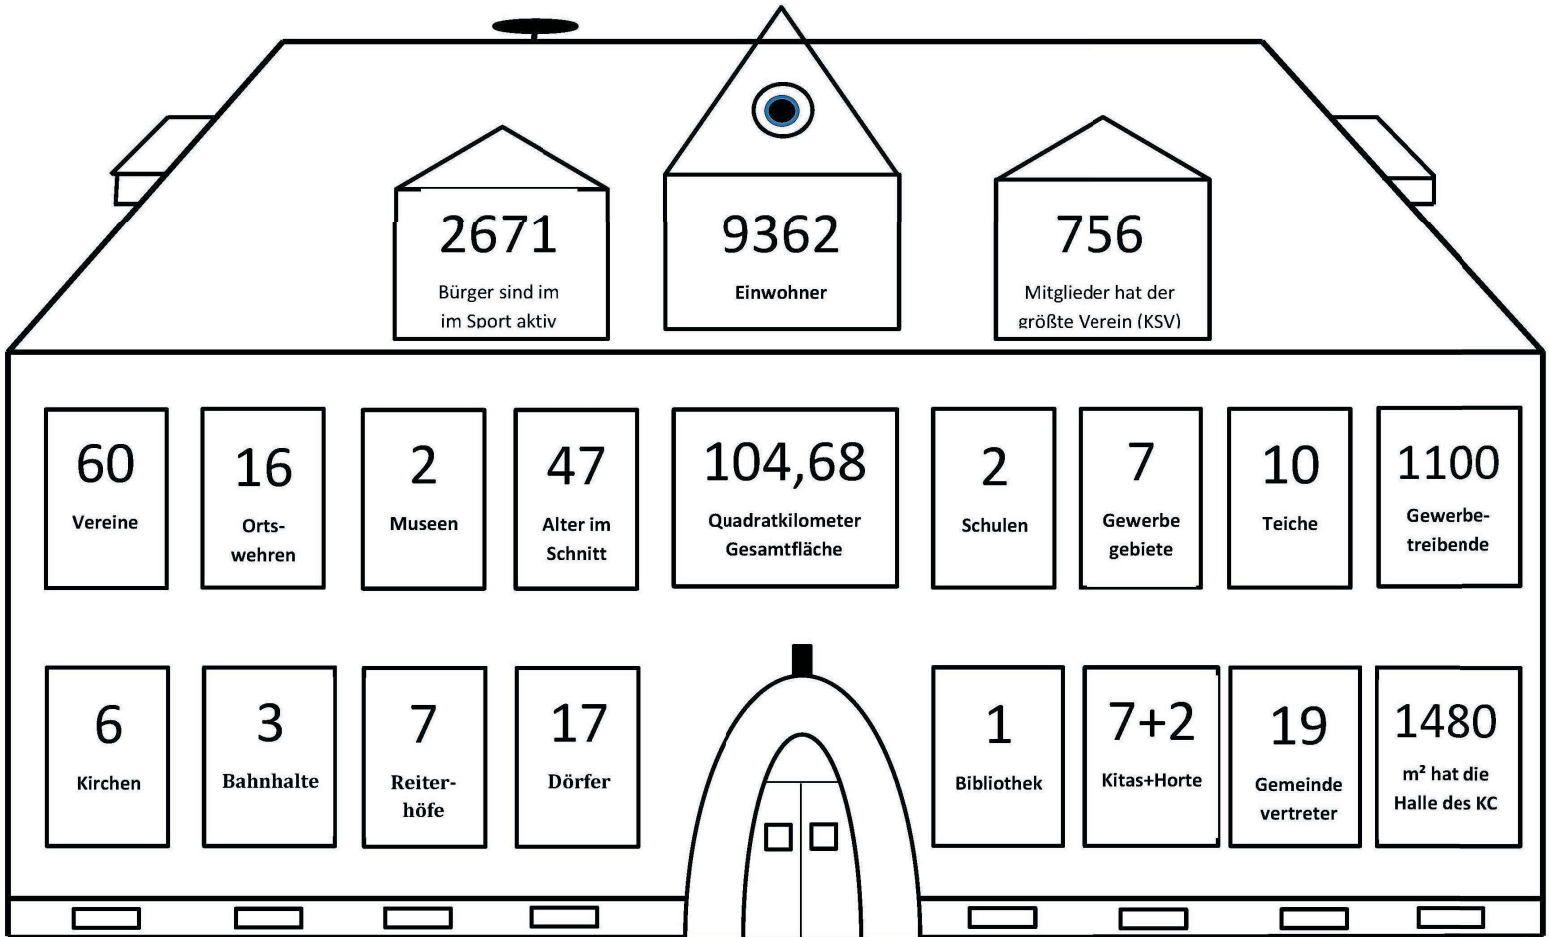 2671
Bürger sind im
im Sport aktiv
9362
Einwohner
756
Mitglieder hat der
größte Verein (KSV)
60
Vereine
16
Orts-
wehren
2
Museen
47
Alter im
Schnitt
104,68
Quadratkilometer
Gesamtfläche
2
Schulen
7
Gewerbe
gebiete
10
Teiche
1100
Gewerbe-
treibende
6
Kirchen
3
Bahnhalte
7
Reiter-
höfe
17
Dörfer
1
Bibliothek
7+2
Kitas+Horte
19
Gemeinde
vertreter
1480
m² hat die
Halle des KC